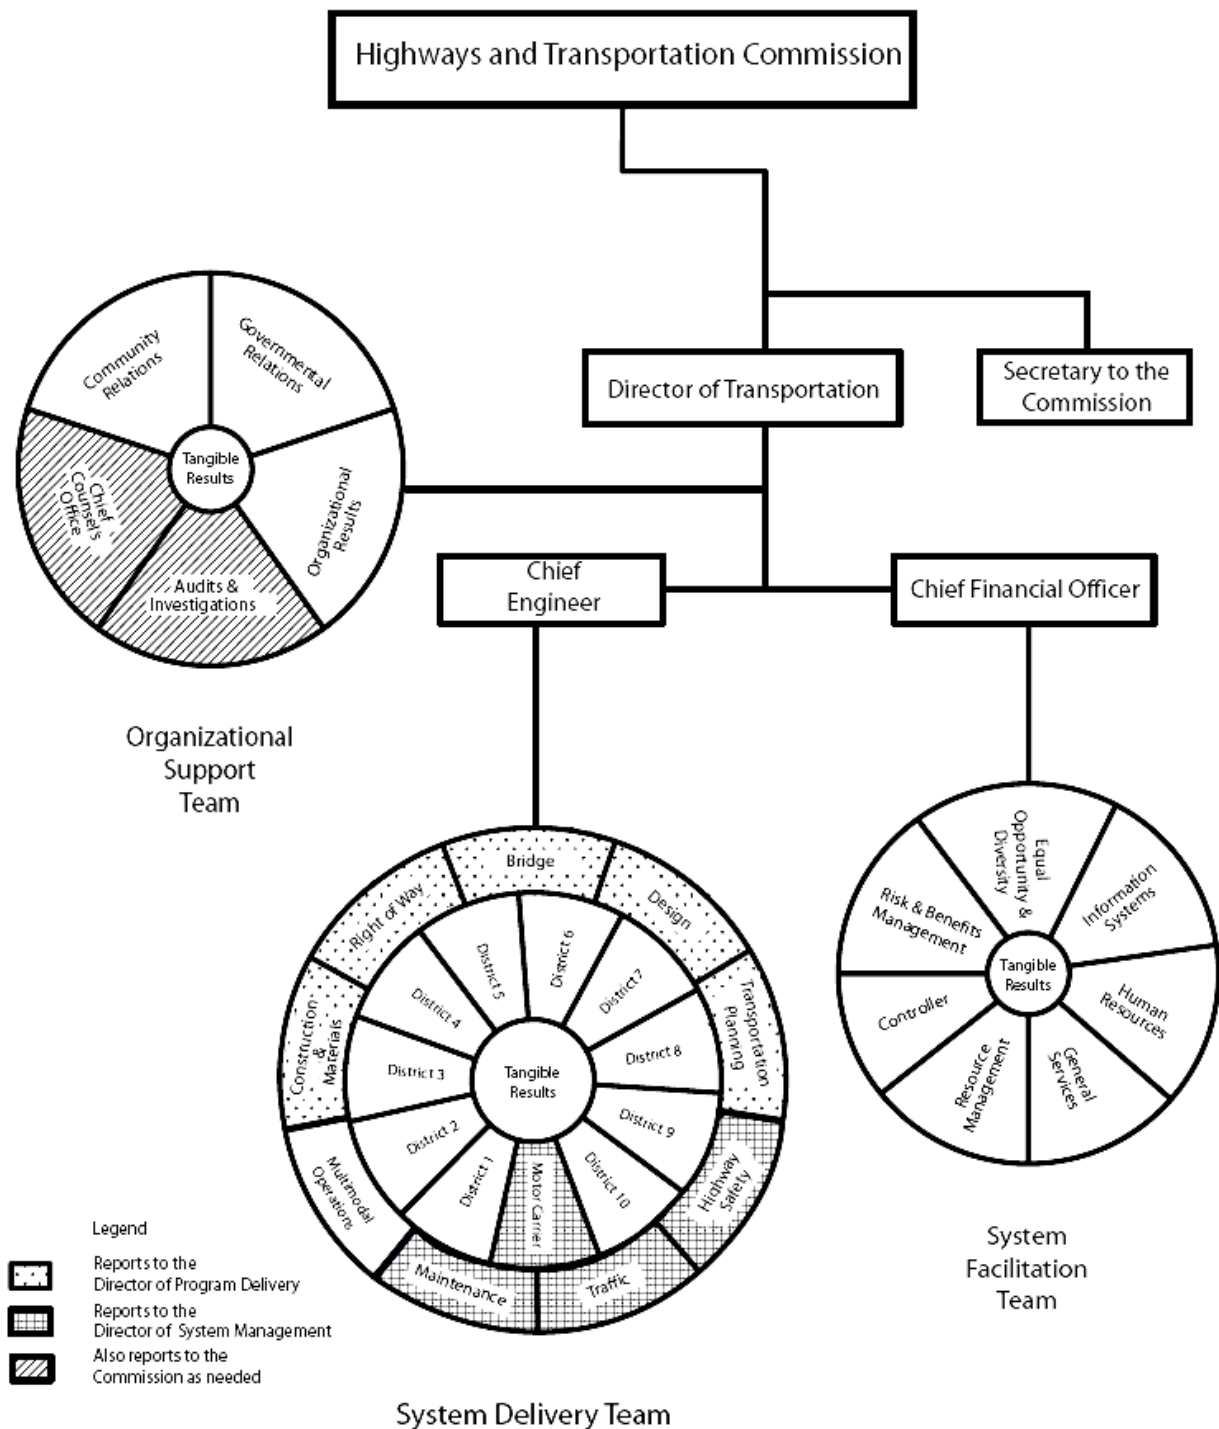 Highways and Transportation Commission
Director of Transportation
Secretary to the
Commission
Community
Relations
Governmental
Relations
Tangible
Results
Chief
Counsel's
Office
Organizational
Results
Audits &
Investigations
Organizational
Support
Team
Chief
Engineer
Chief Financial Officer
Bridge
Right of Way
Design
Construction
&
Materials
Transportation
Planning
Multimodal
Operations
Highway
Safety
Maintenance
Traffic
District 5
District 6
District 4
District 7
District 3
District 8
District 2
District 9
District 1
Motor Carrier
District 10
Tangible
Results
System Delivery Team
Equal
Opportunity &
Diversity
Risk & Benefits
Management
Information
Systems
Tangible
Results
Controller
Human
Resources
Resource
Management
General
Services
System
Facilitation
Team
Legend
Reports to the
Director of Program Delivery
Reports to the
Director of System Management
Also reports to the
Commission as needed